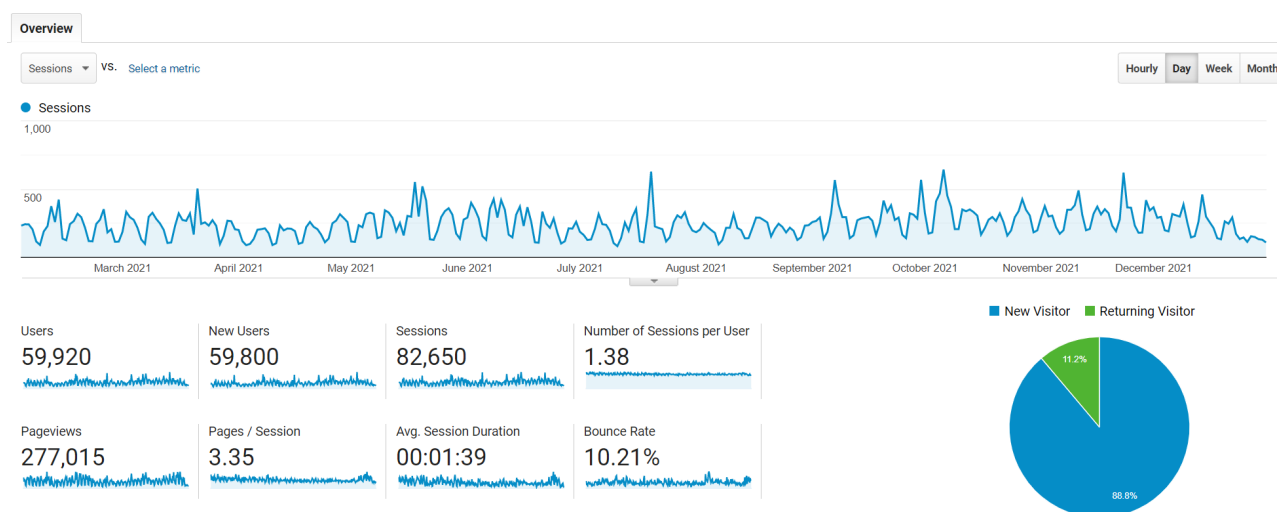 Overview
Sessions vs. Select a metric Hourly Day Week Month
Sessions
1,000
500
March 2021 April 2021 May 2021 June 2021 July 2021 August 2021 September 2021 October 2021 November 2021 December 2021
New Visitor Returning Visitor
Users New Users Sessions Number of Sessions per User
59,920 59,800 82,650 1.38
11.2%
Pageviews Pages / Session Avg. Session Duration Bounce Rate
277,015 3.35 00:01:39 10.21%
88.8%